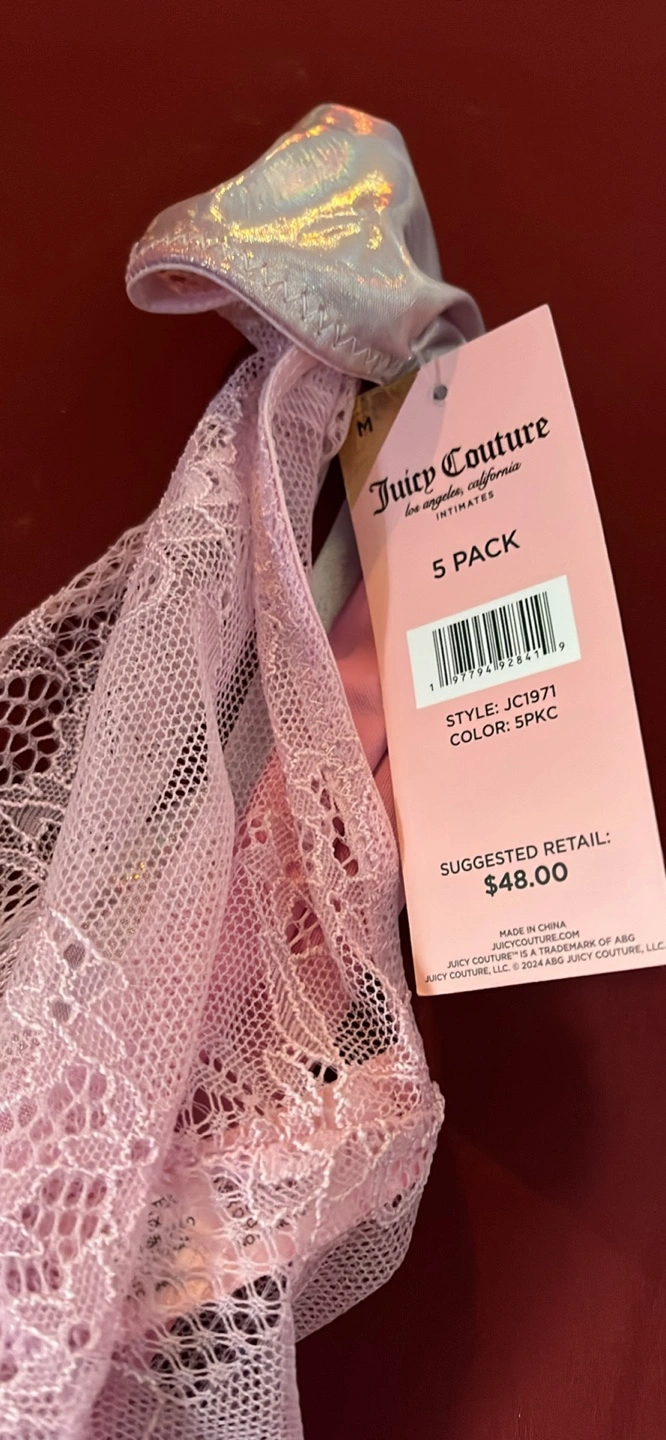 M
Juicy Couture
los angeles, california
INTIMATES
5 PACK
1 97794 92841 9
STYLE: JC1971
COLOR: 5PKC
SUGGESTED RETAIL:
$48.00
MADE IN CHINA
JUICYCOUTURE.COM
JUICY COUTURE™ IS A TRADEMARK OF ABG
JUICY COUTURE, LLC. © 2024 ABG JUICY COUTURE, LLC.